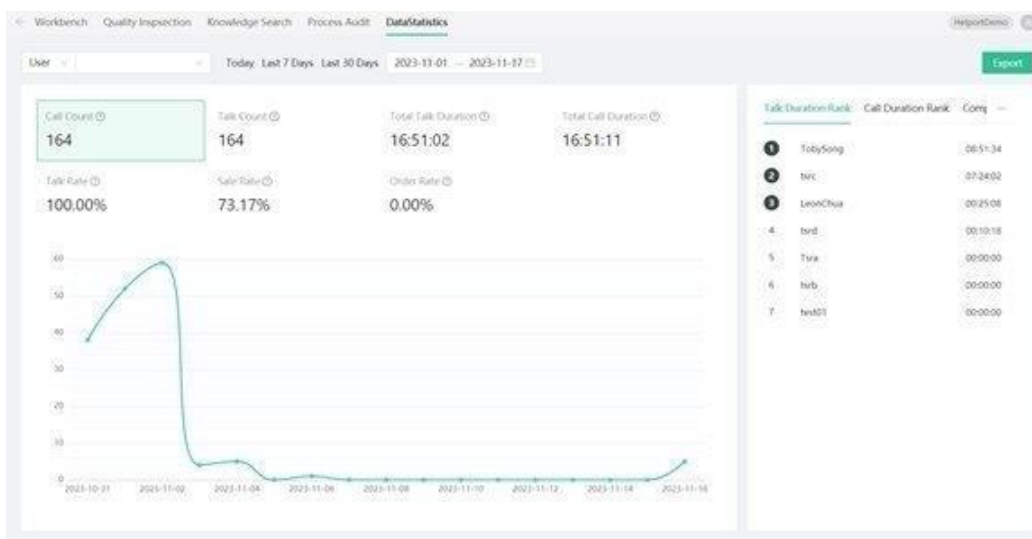 ← Workbench Quality Inspsection Knowledge Search Process Audit DataStatistics HelportDemo
User Today Last 7 Days Last 30 Days 2023-11-01 — 2023-11-17 Export
Call Count Talk Count Total Talk Duration Total Call Duration
164 164 16:51:02 16:51:11
Talk Rate Sale Rate Order Rate
100.00% 73.17% 0.00%
60
50
40
30
20
10
0
2023-10-31 2023-11-02 2023-11-04 2023-11-06 2023-11-08 2023-11-10 2023-11-12 2023-11-14 2023-11-16
Talk Duration Rank Call Duration Rank Comp ···
1 TobySong 08:51:34
2 tsrc 07:24:02
3 LeonChua 00:25:08
4 tsrd 00:10:18
5 Tsra 00:00:00
6 tsrb 00:00:00
7 00:00:00